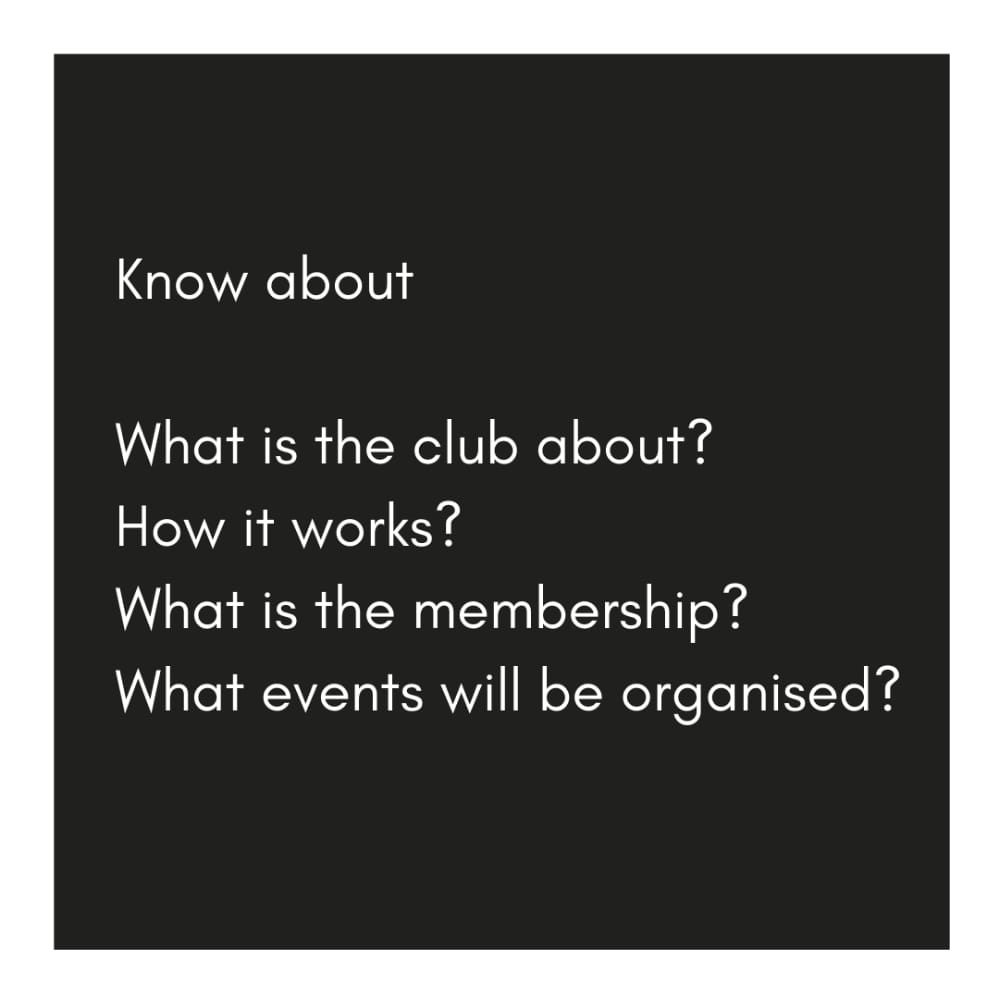 Know about
What is the club about?
How it works?
What is the membership?
What events will be organised?